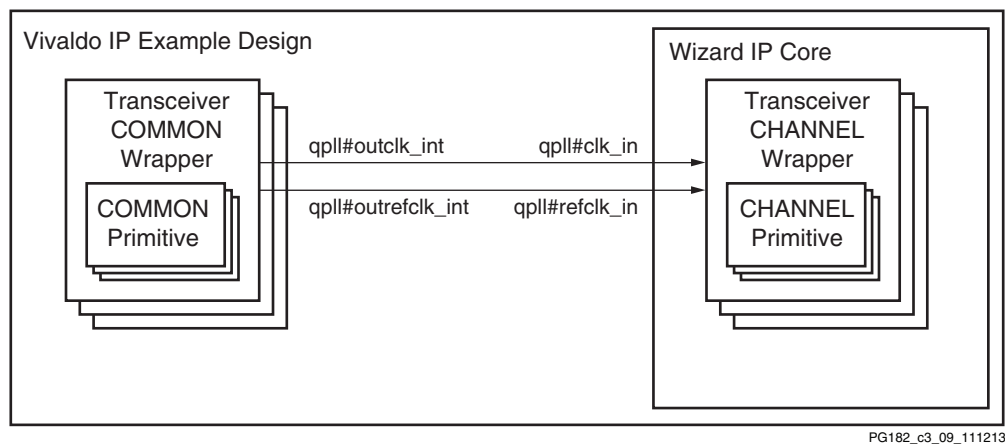 Vivaldo IP Example Design
Wizard IP Core
Transceiver
COMMON
Wrapper
COMMON
Primitive
qpll#outclk_int
qpll#clk_in
qpll#outrefclk_int
qpll#refclk_in
Transceiver
CHANNEL
Wrapper
CHANNEL
Primitive
PG182_c3_09_111213